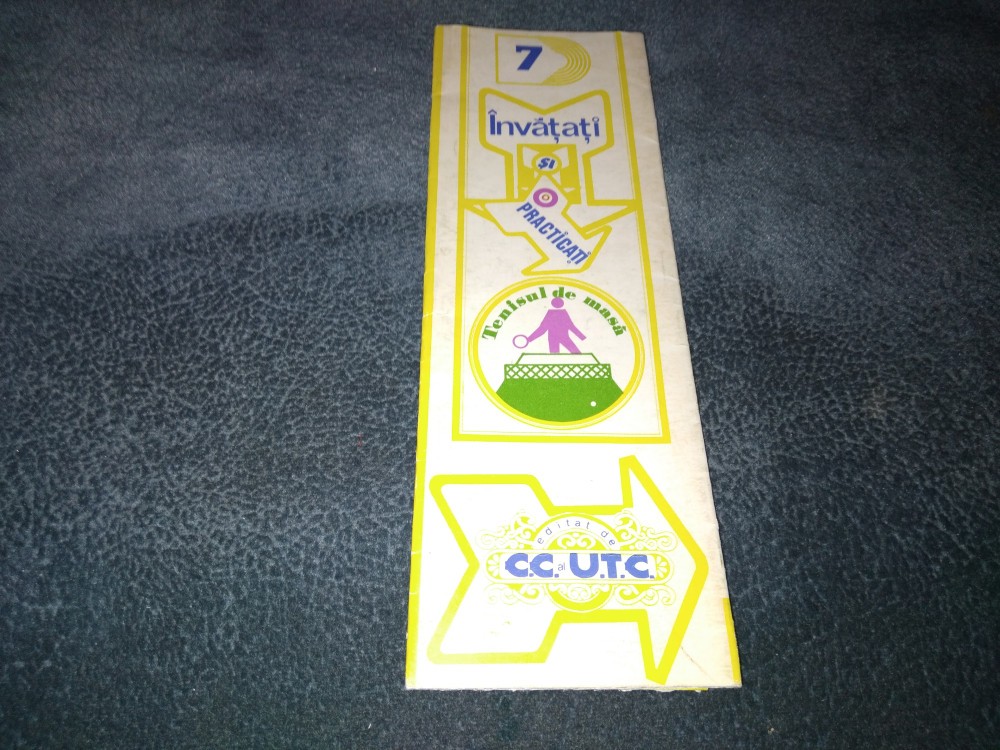 7
Învățați
ȘI
PRACTICAȚI
Tenisul de masă
editat de
C.C. al U.T.C.